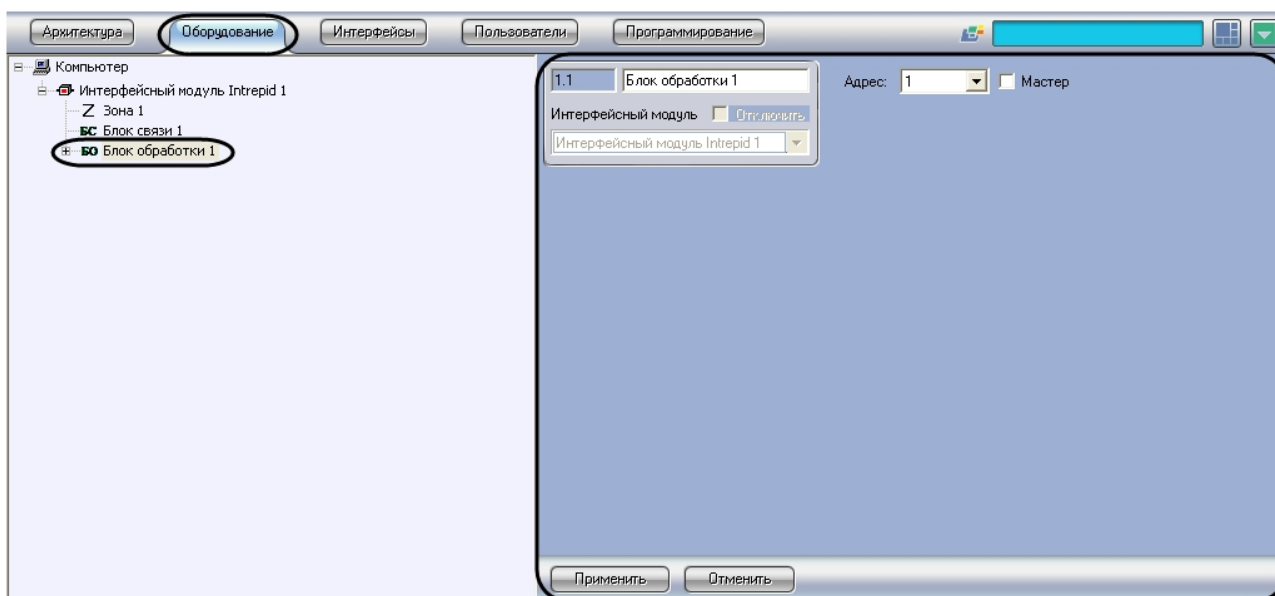 Архитектура Оборудование Интерфейсы Пользователи Программирование
Компьютер
Интерфейсный модуль Intrepid 1
Z Зона 1
БС Блок связи 1
БО Блок обработки 1
1.1 Блок обработки 1 Адрес: 1 Мастер
Интерфейсный модуль Отключить
Интерфейсный модуль Intrepid 1
Применить Отменить